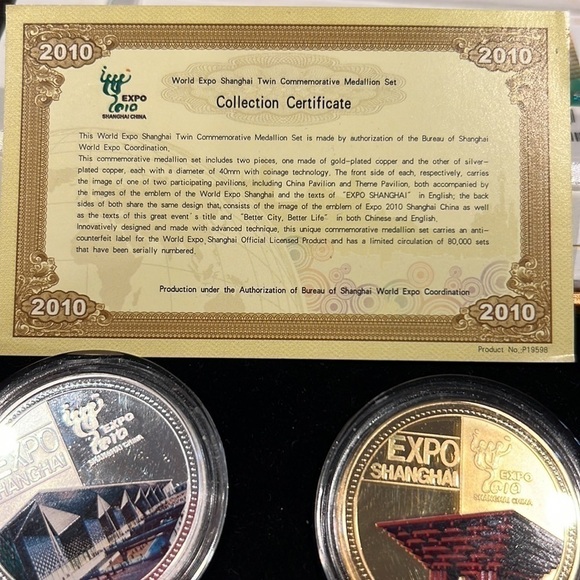 2010
2010
World Expo Shanghai Twin Commemorative Medallion Set
EXPO
2010
SHANGHAI CHINA
Collection Certificate
This World Expo Shanghai Twin Commemorative Medallion Set is made by authorization of the Bureau of Shanghai
World Expo Coordination.
This commemorative medallion set includes two pieces, one made of gold-plated copper and the other of silver-
plated copper, each with a diameter of 40mm with coinage technology. The front side of each, respectively, carries
the image of one of two participating pavilions, including China Pavilion and Theme Pavilion, both accompanied by
the images of the emblem of the World Expo Shanghai and the texts of "EXPO SHANGHAI" in English; the back
sides of both share the same design that consists of the image of the emblem of Expo 2010 Shanghai China as well
as the texts of this great event's title and "Better City, Better Life" in both Chinese and English.
Innovatively designed and made with advanced technique, this unique commemorative medallion set carries an anti-
counterfeit label for the World Expo Shanghai Official Licensed Product and has a limited circulation of 80,000 sets
that have been serially numbered.
Production under the Authorization of Bureau of Shanghai World Expo Coordination
2010
2010
Product No. P19598
EXPO
SHANGHAI
EXPO
2010
SHANGHAI CHINA
EXPO
SHANGHAI
EXPO
2010
SHANGHAI CHINA